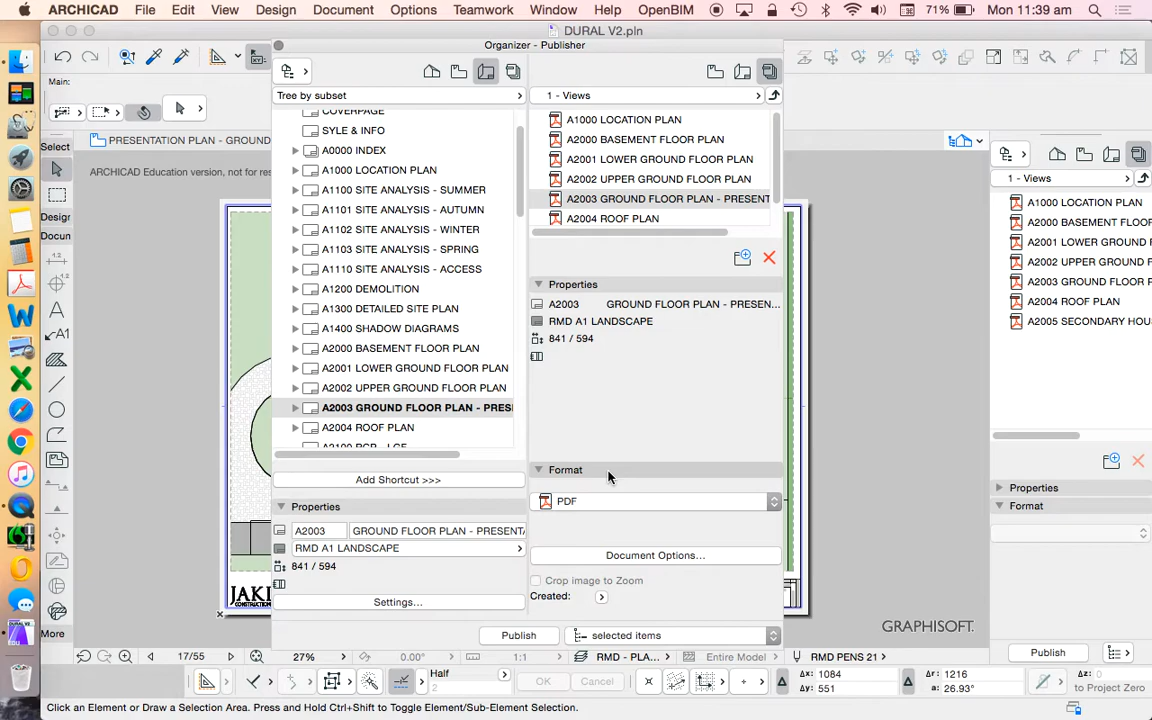 ARCHICAD File Edit View Design Document Options Teamwork Window Help OpenBIM 71% Mon 11:39 am
DURAL V2.pln
Organizer - Publisher
Main:
Tree by subset
1 - Views
PRESENTATION PLAN - GROUND
ARCHICAD Education version, not for res
Select
Design
Docun
More
COVERPAGE
SYLE & INFO
A0000 INDEX
A1000 LOCATION PLAN
A1100 SITE ANALYSIS - SUMMER
A1101 SITE ANALYSIS - AUTUMN
A1102 SITE ANALYSIS - WINTER
A1103 SITE ANALYSIS - SPRING
A1110 SITE ANALYSIS - ACCESS
A1200 DEMOLITION
A1300 DETAILED SITE PLAN
A1400 SHADOW DIAGRAMS
A2000 BASEMENT FLOOR PLAN
A2001 LOWER GROUND FLOOR PLAN
A2002 UPPER GROUND FLOOR PLAN
A2003 GROUND FLOOR PLAN - PRES
A2004 ROOF PLAN
Add Shortcut >>>
Properties
A2003 GROUND FLOOR PLAN - PRESENTA
RMD A1 LANDSCAPE
841 / 594
Settings...
A1000 LOCATION PLAN
A2000 BASEMENT FLOOR PLAN
A2001 LOWER GROUND FLOOR PLAN
A2002 UPPER GROUND FLOOR PLAN
A2003 GROUND FLOOR PLAN - PRESENT
A2004 ROOF PLAN
Properties
A2003 GROUND FLOOR PLAN - PRESEN...
RMD A1 LANDSCAPE
841 / 594
Format
PDF
Document Options...
Crop image to Zoom
Created:
Publish selected items
1 - Views
A1000 LOCATION PLAN
A2000 BASEMENT FLOOR
A2001 LOWER GROUND
A2002 UPPER GROUND
A2003 GROUND FLOOR
A2004 ROOF PLAN
A2005 SECONDARY HOU
Properties
Format
Publish
GRAPHISOFT.
17/55 27% 0.00° 1:1 RMD - PLA... Entire Model RMD PENS 21
Half
2
OK Cancel
Δx: 1084
Δy: 551
Δr: 1216
a: 26.93°
Δz: 0
to Project Zero
Click an Element or Draw a Selection Area. Press and Hold Ctrl+Shift to Toggle Element/Sub-Element Selection.